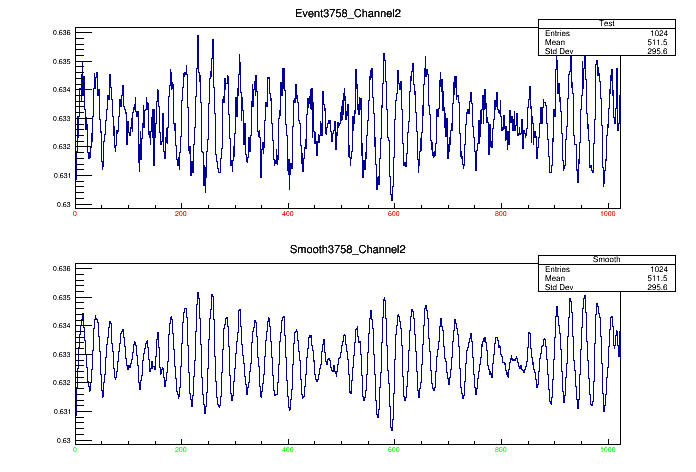 Event3758_Channel2
Test
Entries 1024
Mean 511.5
Std Dev 295.6
0.636
0.635
0.634
0.633
0.632
0.631
0.63
0 200 400 600 800 1000
Smooth3758_Channel2
Smooth
Entries 1024
Mean 511.5
Std Dev 295.6
0.636
0.635
0.634
0.633
0.632
0.631
0.63
0 200 400 600 800 1000